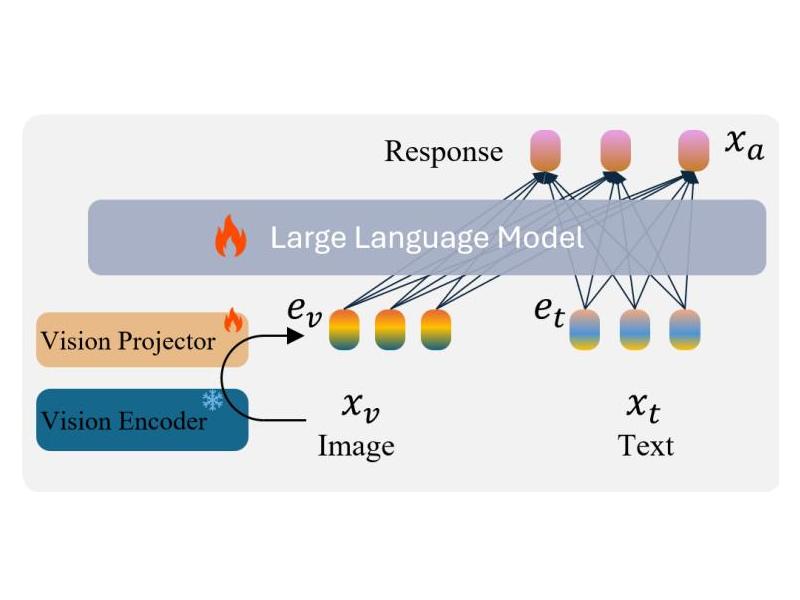 Response x_a
Large Language Model
e_v e_t
Vision Projector
Vision Encoder
x_v x_t
Image Text